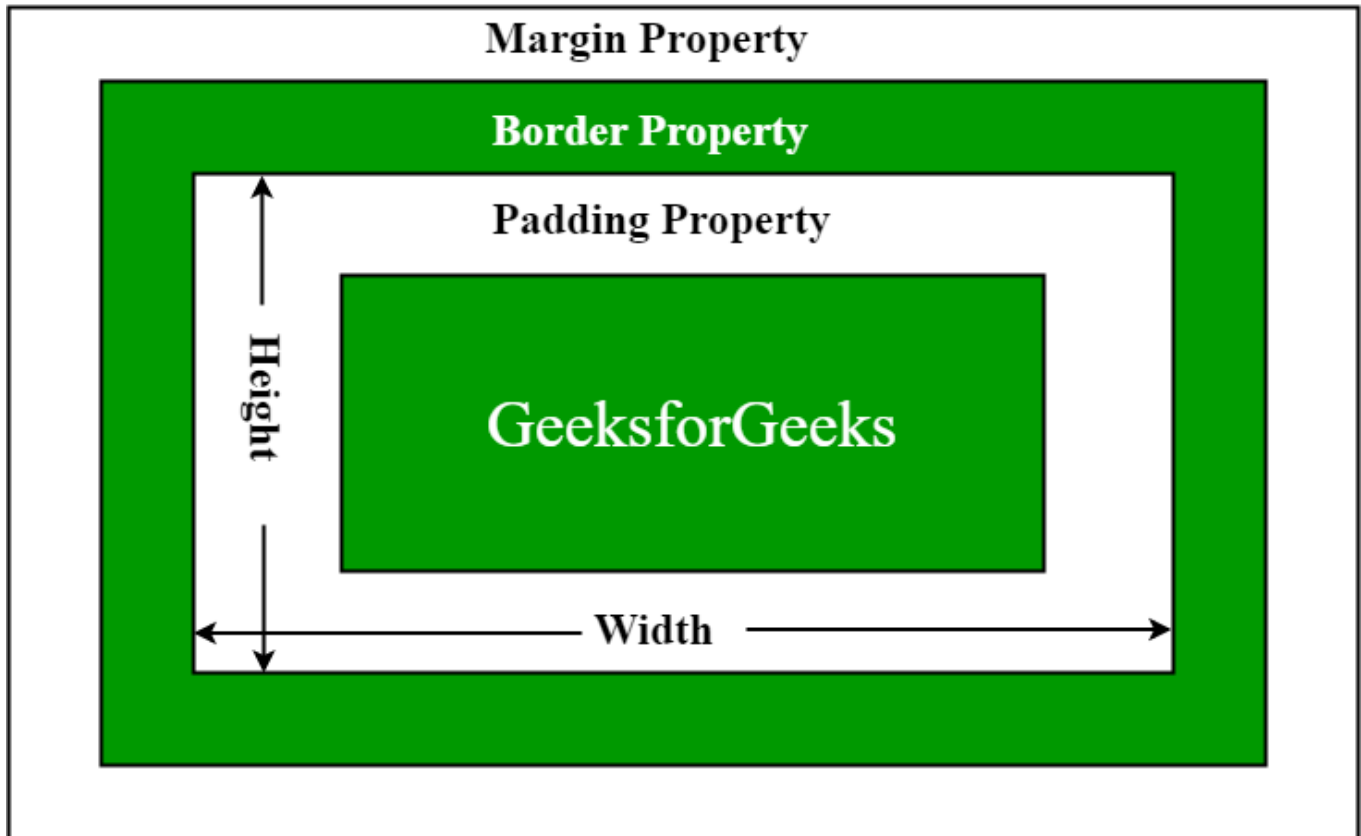 Margin Property
Border Property
Padding Property
Height
GeeksforGeeks
Width